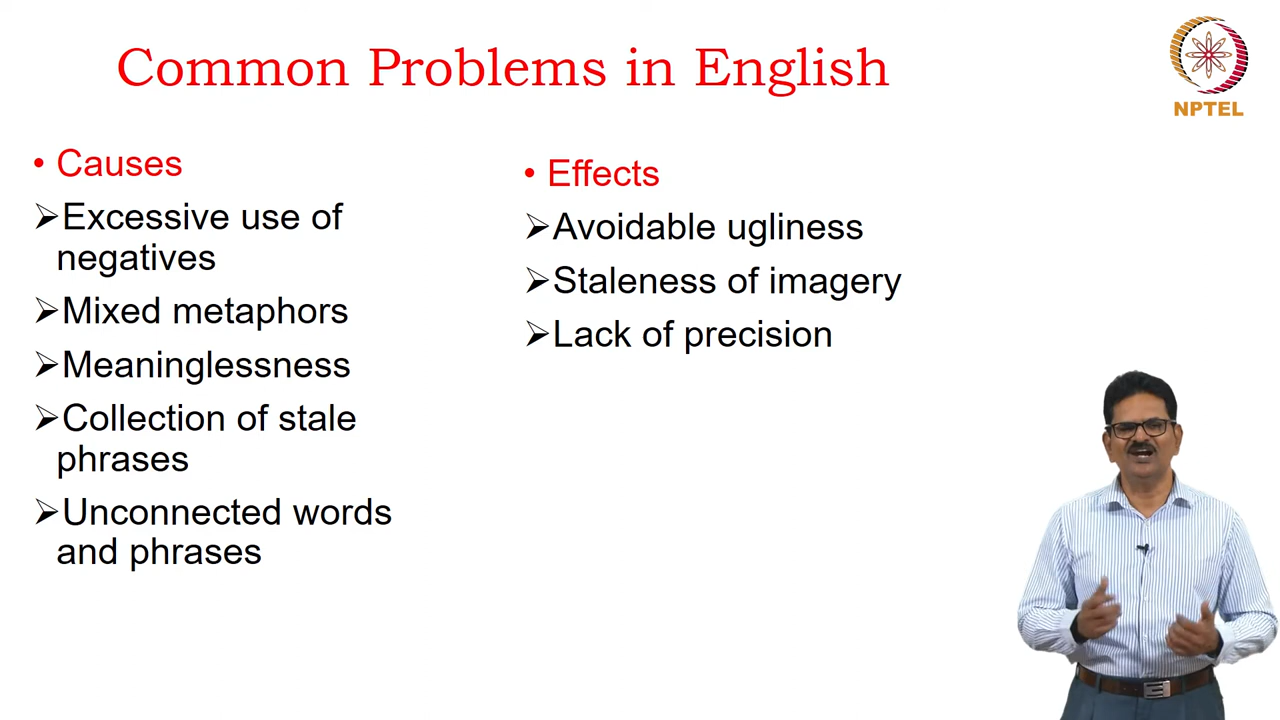 Common Problems in English
NPTEL
• Causes
➢Excessive use of
negatives
➢Mixed metaphors
➢Meaninglessness
➢Collection of stale
phrases
➢Unconnected words
and phrases
• Effects
➢Avoidable ugliness
➢Staleness of imagery
➢Lack of precision